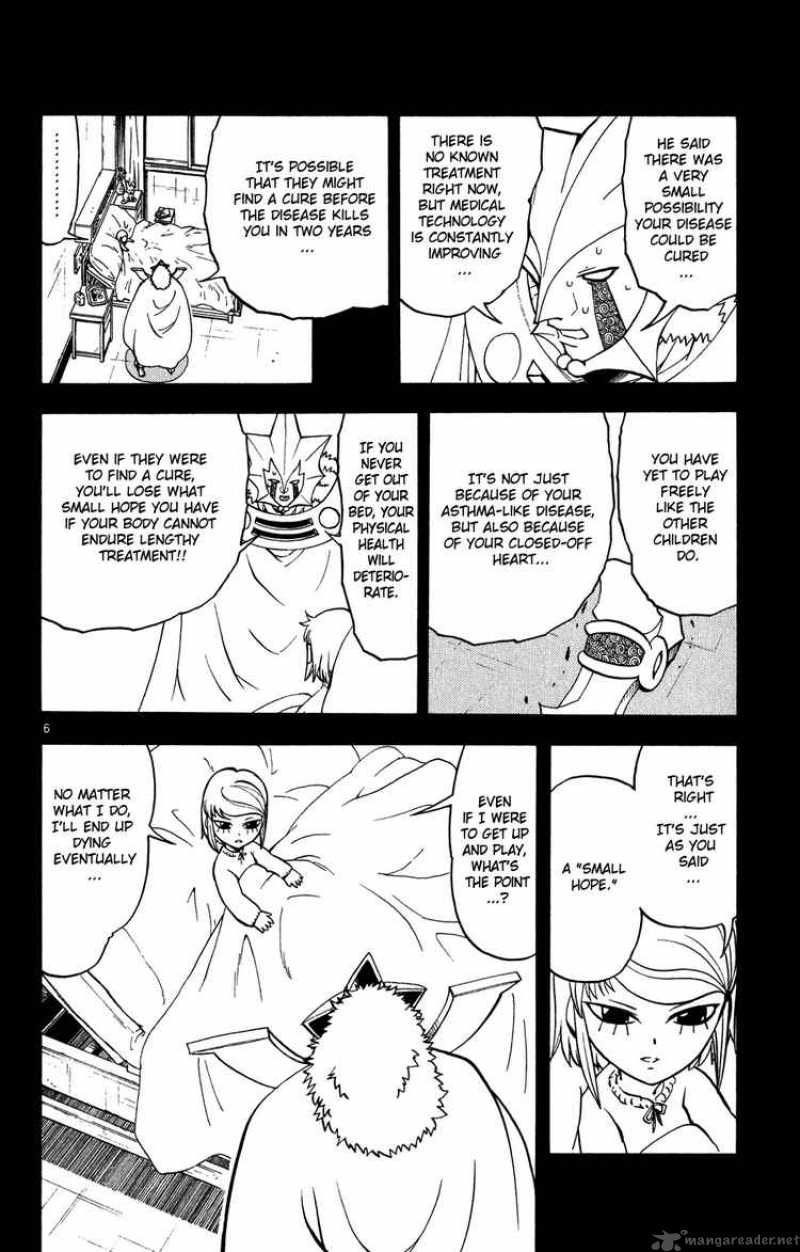 HE SAID
THERE WAS
A VERY
SMALL
POSSIBILITY
YOUR DISEASE
COULD BE
CURED
...
THERE IS
NO KNOWN
TREATMENT
RIGHT NOW,
BUT MEDICAL
TECHNOLOGY
IS CONSTANTLY
IMPROVING
...
IT'S POSSIBLE
THAT THEY MIGHT
FIND A CURE BEFORE
THE DISEASE KILLS
YOU IN TWO YEARS
...
.........
YOU HAVE
YET TO PLAY
FREELY
LIKE THE
OTHER
CHILDREN
DO.
IT'S NOT JUST
BECAUSE OF YOUR
ASTHMA-LIKE DISEASE,
BUT ALSO BECAUSE
OF YOUR CLOSED-OFF
HEART...
IF YOU
NEVER
GET OUT
OF YOUR
BED, YOUR
PHYSICAL
HEALTH
WILL
DETERIO-
RATE.
EVEN IF THEY WERE
TO FIND A CURE,
YOU'LL LOSE WHAT
SMALL HOPE YOU HAVE
IF YOUR BODY CANNOT
ENDURE LENGTHY
TREATMENT!!
6
THAT'S
RIGHT
...
IT'S JUST
AS YOU
SAID
...
A "SMALL
HOPE."
EVEN
IF I WERE
TO GET UP
AND PLAY,
WHAT'S
THE POINT
...?
NO MATTER
WHAT I DO,
I'LL END UP
DYING
EVENTUALLY
...
mangareader.net